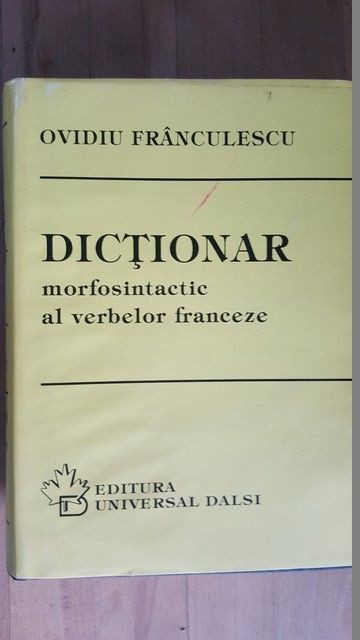 OVIDIU FRÂNCULESCU
DICŢIONAR
morfosintactic
al verbelor franceze
EDITURA
UNIVERSAL DALSI